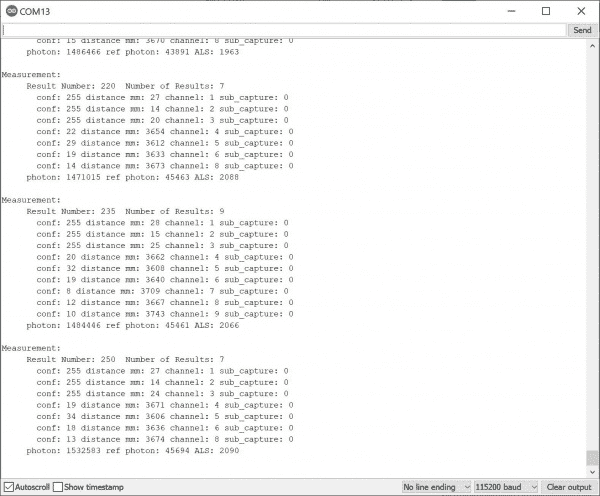 COM13
Send
conf: 15 distance mm: 3670 channel: 8 sub_capture: 0
photon: 1486466 ref photon: 43891 ALS: 1963
Measurement:
Result Number: 220  Number of Results: 7
conf: 255 distance mm: 27 channel: 1 sub_capture: 0
conf: 255 distance mm: 14 channel: 2 sub_capture: 0
conf: 255 distance mm: 20 channel: 3 sub_capture: 0
conf: 22 distance mm: 3654 channel: 4 sub_capture: 0
conf: 29 distance mm: 3612 channel: 5 sub_capture: 0
conf: 19 distance mm: 3633 channel: 6 sub_capture: 0
conf: 14 distance mm: 3673 channel: 8 sub_capture: 0
photon: 1471015 ref photon: 45463 ALS: 2088
Measurement:
Result Number: 235  Number of Results: 9
conf: 255 distance mm: 28 channel: 1 sub_capture: 0
conf: 255 distance mm: 15 channel: 2 sub_capture: 0
conf: 255 distance mm: 25 channel: 3 sub_capture: 0
conf: 20 distance mm: 3662 channel: 4 sub_capture: 0
conf: 32 distance mm: 3608 channel: 5 sub_capture: 0
conf: 19 distance mm: 3640 channel: 6 sub_capture: 0
conf: 8 distance mm: 3709 channel: 7 sub_capture: 0
conf: 12 distance mm: 3667 channel: 8 sub_capture: 0
conf: 10 distance mm: 3743 channel: 9 sub_capture: 0
photon: 1484446 ref photon: 45461 ALS: 2066
Measurement:
Result Number: 250  Number of Results: 7
conf: 255 distance mm: 27 channel: 1 sub_capture: 0
conf: 255 distance mm: 14 channel: 2 sub_capture: 0
conf: 255 distance mm: 24 channel: 3 sub_capture: 0
conf: 19 distance mm: 3671 channel: 4 sub_capture: 0
conf: 34 distance mm: 3606 channel: 5 sub_capture: 0
conf: 18 distance mm: 3636 channel: 6 sub_capture: 0
conf: 13 distance mm: 3674 channel: 8 sub_capture: 0
photon: 1532583 ref photon: 45694 ALS: 2090
Autoscroll Show timestamp No line ending 115200 baud Clear output